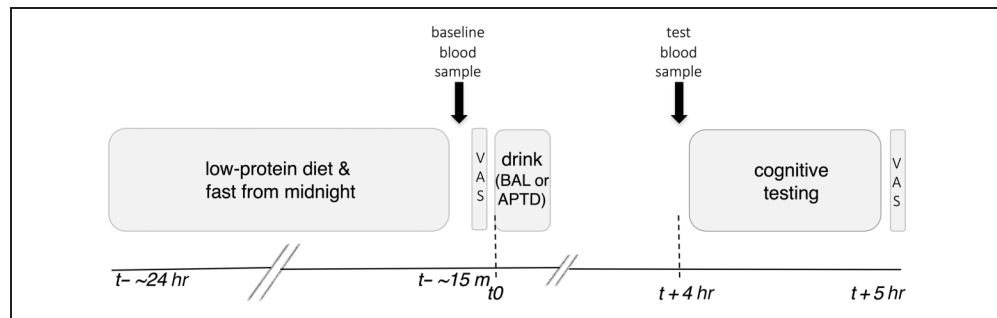 baseline
blood
sample
test
blood
sample
low-protein diet &
fast from midnight
V
A
S
drink
(BAL or
APTD)
cognitive
testing
V
A
S
t– ~24 hr
t– ~15 m
t0
t + 4 hr
t + 5 hr